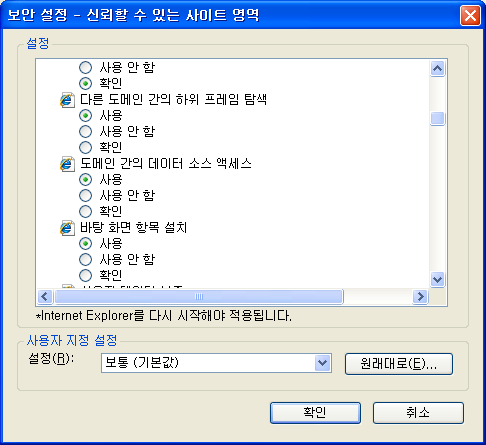 보안 설정 - 신뢰할 수 있는 사이트 영역
설정
사용 안 함
확인
다른 도메인 간의 하위 프레임 탐색
사용
사용 안 함
확인
도메인 간의 데이터 소스 액세스
사용
사용 안 함
확인
바탕 화면 항목 설치
사용
사용 안 함
확인
*Internet Explorer를 다시 시작해야 적용됩니다.
사용자 지정 설정
설정(R): 보통 (기본값) 원래대로(E)...
확인 취소